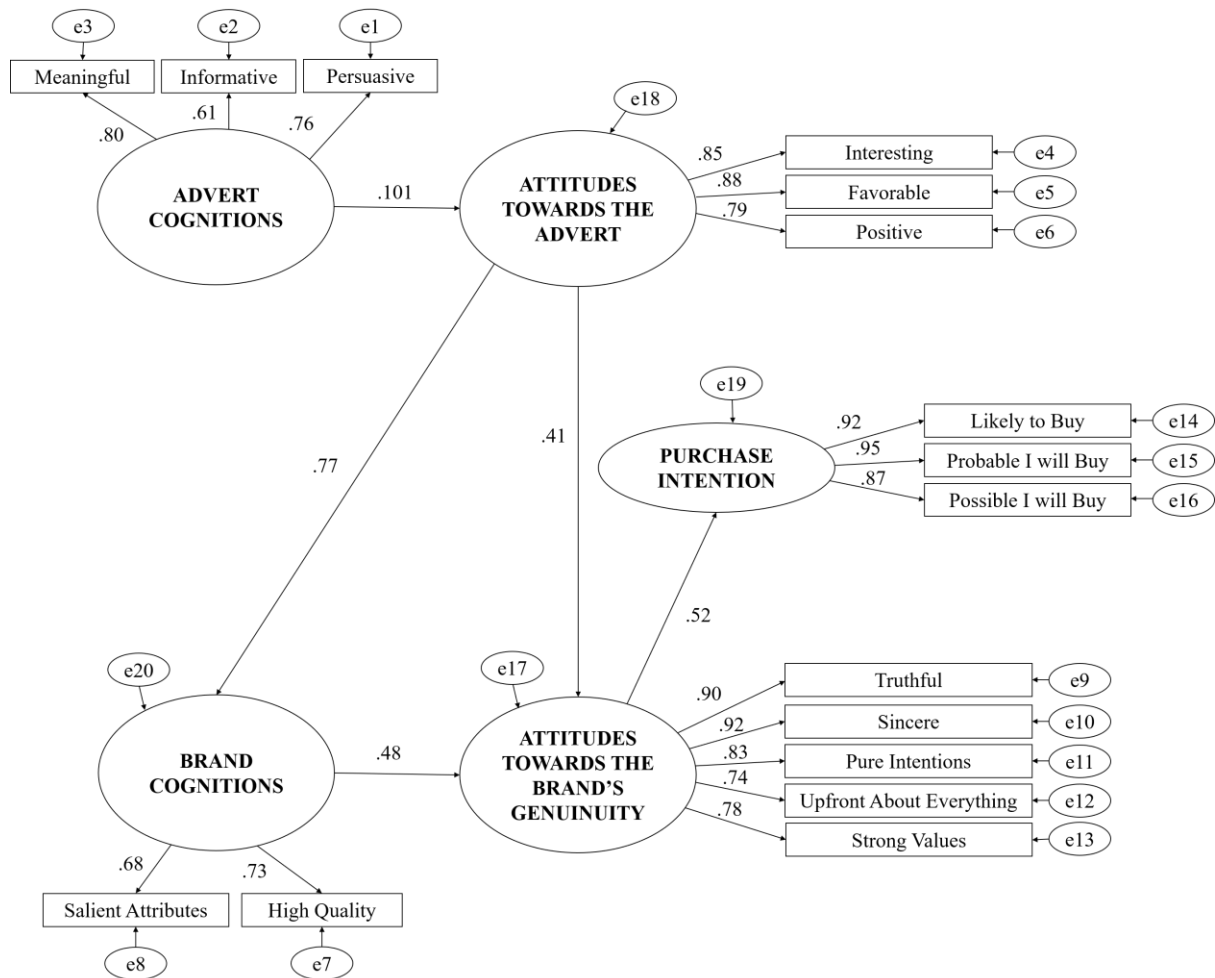 e3
e2
e1
Meaningful
Informative
Persuasive
.80
.61
.76
e18
ADVERT
COGNITIONS
.101
ATTITUDES
TOWARDS THE
ADVERT
.85
.88
.79
Interesting
Favorable
Positive
e4
e5
e6
.77
.41
e19
PURCHASE
INTENTION
.92
.95
.87
Likely to Buy
Probable I will Buy
Possible I will Buy
e14
e15
e16
.52
e20
BRAND
COGNITIONS
.48
e17
ATTITUDES
TOWARDS THE
BRAND’S
GENUINITY
.90
.92
.83
.74
.78
Truthful
Sincere
Pure Intentions
Upfront About Everything
Strong Values
e9
e10
e11
e12
e13
.68
.73
Salient Attributes
High Quality
e8
e7